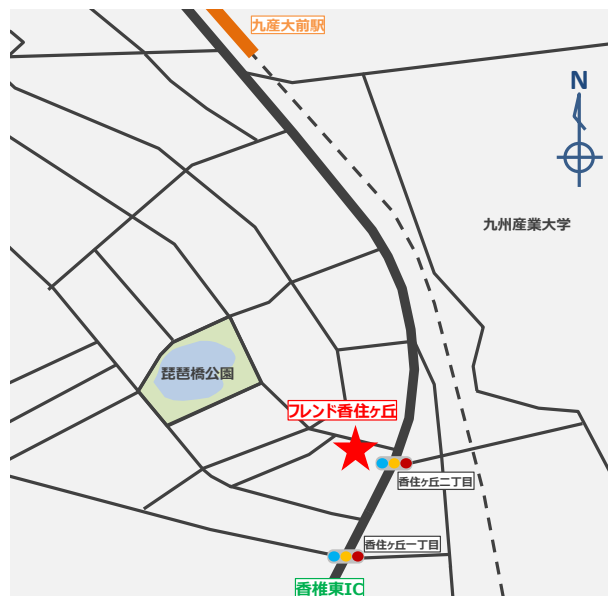 九産大前駅
N
九州産業大学
琵琶橋公園
フレンド香住ヶ丘
香住ヶ丘二丁目
香住ヶ丘一丁目
香椎東IC